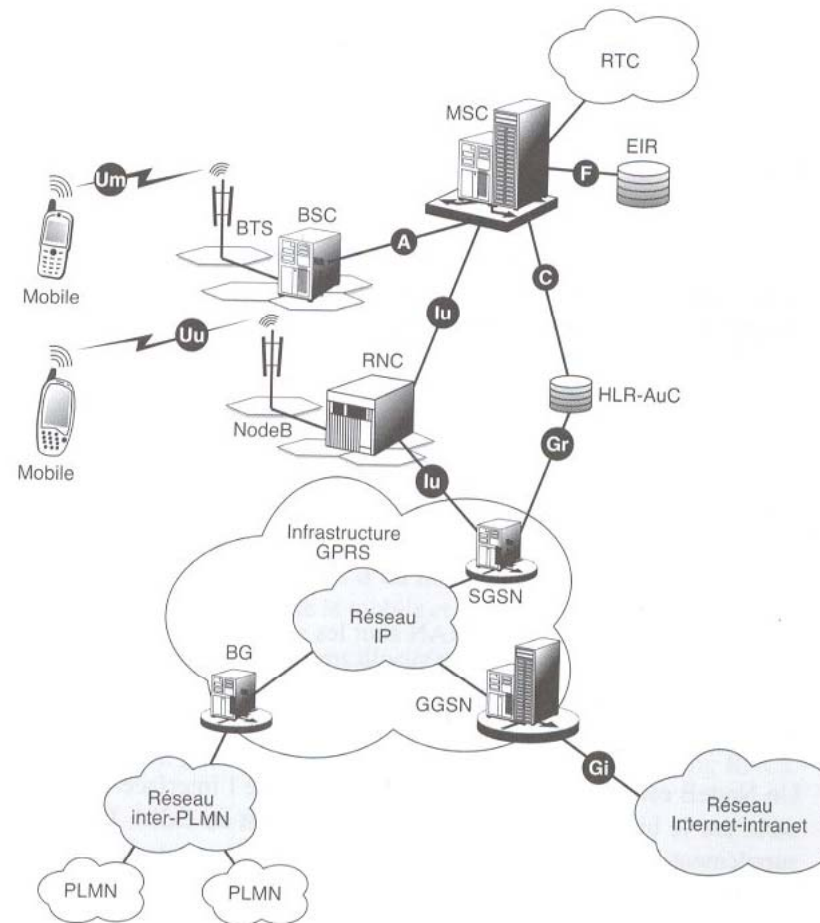 RTC
MSC
EIR
F
Um
BTS
BSC
A
Mobile
C
Iu
Uu
RNC
HLR-AuC
NodeB
Gr
Mobile
Iu
Infrastructure
GPRS
SGSN
Réseau
IP
BG
GGSN
Gi
Réseau
inter-PLMN
Réseau
Internet-intranet
PLMN
PLMN